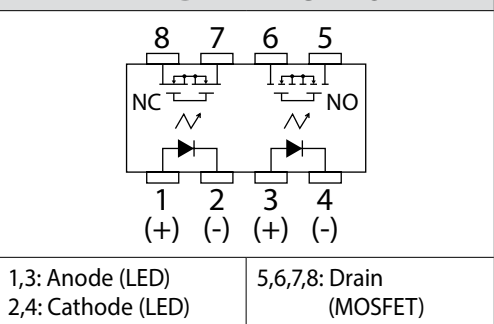 8 7 6 5
NC NO
1 2 3 4
(+) (-) (+) (-)
1,3: Anode (LED)
2,4: Cathode (LED)
5,6,7,8: Drain
(MOSFET)